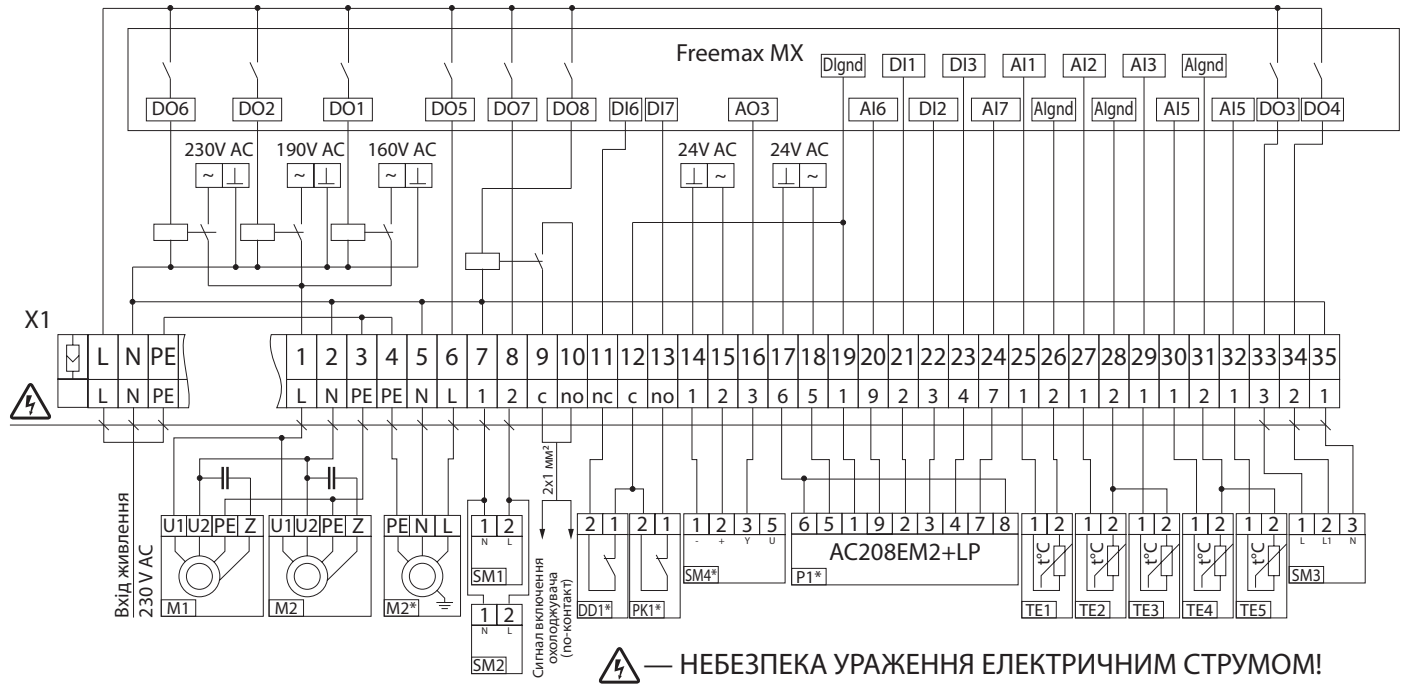 Freemax MX
DIgnd DI1 DI3 AI1 AI2 AI3 AIgnd
DO6 DO2 DO1 DO5 DO7 DO8 DI6 DI7 AO3 AI6 DI2 AI7 AIgnd AIgnd AI5 AI5 DO3 DO4
230V AC 190V AC 160V AC 24V AC 24V AC
~ ⊥ ~ ⊥ ~ ⊥ ⊥ ~ ⊥ ~
X1
L N PE 1 2 3 4 5 6 7 8 9 10 11 12 13 14 15 16 17 18 19 20 21 22 23 24 25 26 27 28 29 30 31 32 33 34 35
L N PE L N PE PE N L 1 2 c no nc c no 1 2 3 6 5 1 9 2 3 4 7 1 2 1 2 1 1 2 1 3 2 1
Вхід живлення
230 V AC
U1 U2 PE Z
M1
U1 U2 PE Z
M2
PE N L
M2*
1 2
N L
SM1
1 2
N L
SM2
2x1 мм²
Сигнал включення
охолоджувача
(no-контакт)
2 1
DD1*
2 1
PK1*
1 2 3 5
- + Y U
SM4*
6 5 1 9 2 3 4 7 8
AC208EM2+LP
P1*
1 2
t°C
TE1
1 2
t°C
TE2
1 2
t°C
TE3
1 2
t°C
TE4
1 2
t°C
TE5
1 2 3
L L1 N
SM3
— НЕБЕЗПЕКА УРАЖЕННЯ ЕЛЕКТРИЧНИМ СТРУМОМ!